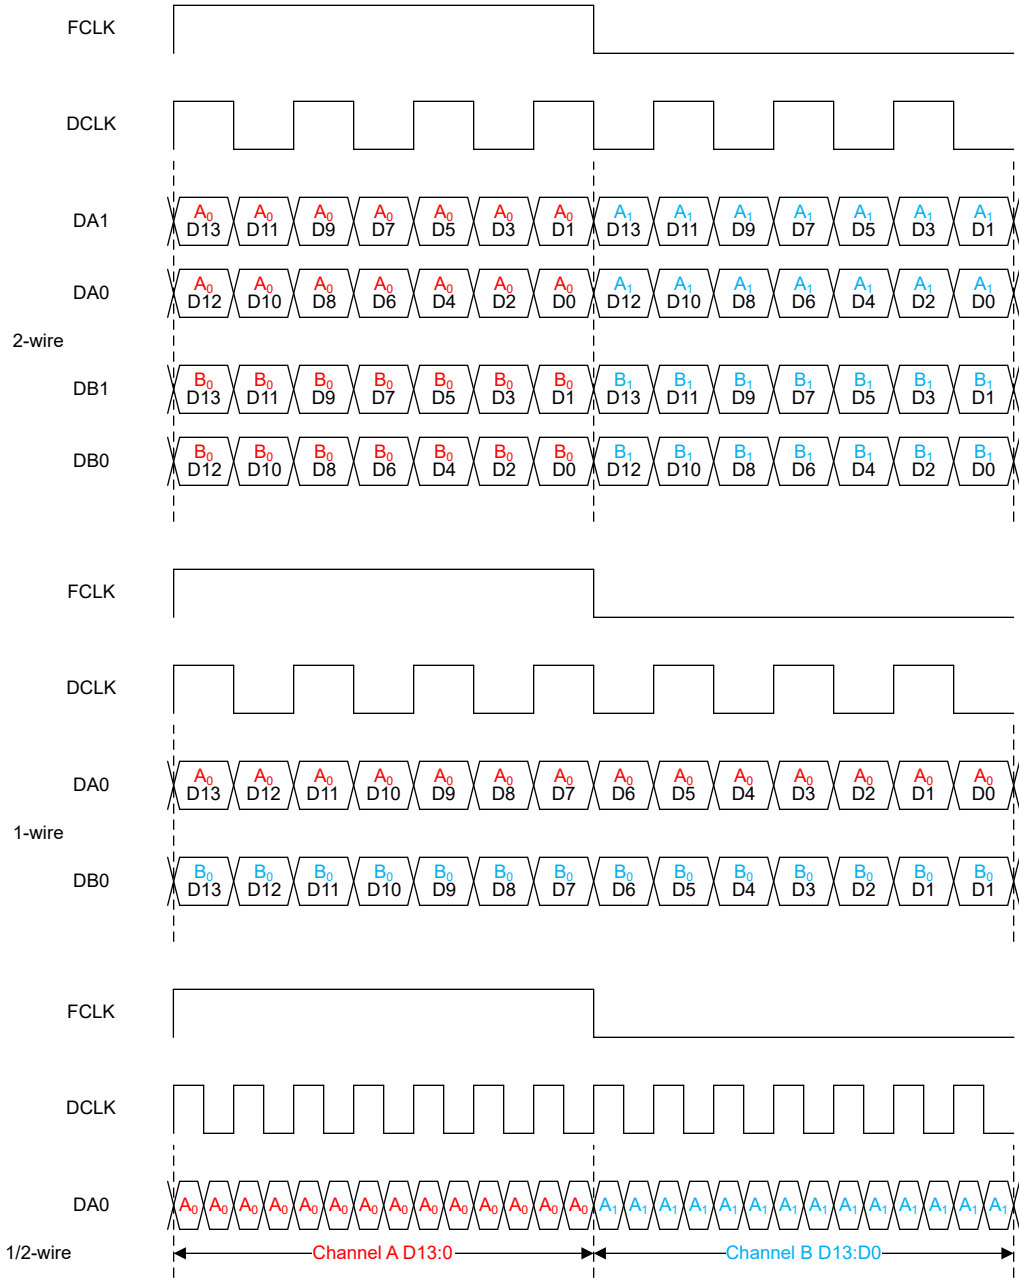 FCLK
DCLK
A₀ A₀ A₀ A₀ A₀ A₀ A₀ A₁ A₁ A₁ A₁ A₁ A₁ A₁
DA1 D13 D11 D9 D7 D5 D3 D1 D13 D11 D9 D7 D5 D3 D1
A₀ A₀ A₀ A₀ A₀ A₀ A₀ A₁ A₁ A₁ A₁ A₁ A₁ A₁
DA0 D12 D10 D8 D6 D4 D2 D0 D12 D10 D8 D6 D4 D2 D0
2-wire
B₀ B₀ B₀ B₀ B₀ B₀ B₀ B₁ B₁ B₁ B₁ B₁ B₁ B₁
DB1 D13 D11 D9 D7 D5 D3 D1 D13 D11 D9 D7 D5 D3 D1
B₀ B₀ B₀ B₀ B₀ B₀ B₀ B₁ B₁ B₁ B₁ B₁ B₁ B₁
DB0 D12 D10 D8 D6 D4 D2 D0 D12 D10 D8 D6 D4 D2 D0
FCLK
DCLK
A₀ A₀ A₀ A₀ A₀ A₀ A₀ A₀ A₀ A₀ A₀ A₀ A₀ A₀
DA0 D13 D12 D11 D10 D9 D8 D7 D6 D5 D4 D3 D2 D1 D0
1-wire
B₀ B₀ B₀ B₀ B₀ B₀ B₀ B₀ B₀ B₀ B₀ B₀ B₀ B₀
DB0 D13 D12 D11 D10 D9 D8 D7 D6 D5 D4 D3 D2 D1 D1
FCLK
DCLK
DA0 A₀ A₀ A₀ A₀ A₀ A₀ A₀ A₀ A₀ A₀ A₀ A₀ A₀ A₀ A₁ A₁ A₁ A₁ A₁ A₁ A₁ A₁ A₁ A₁ A₁ A₁ A₁ A₁
1/2-wire Channel A D13:0 Channel B D13:D0